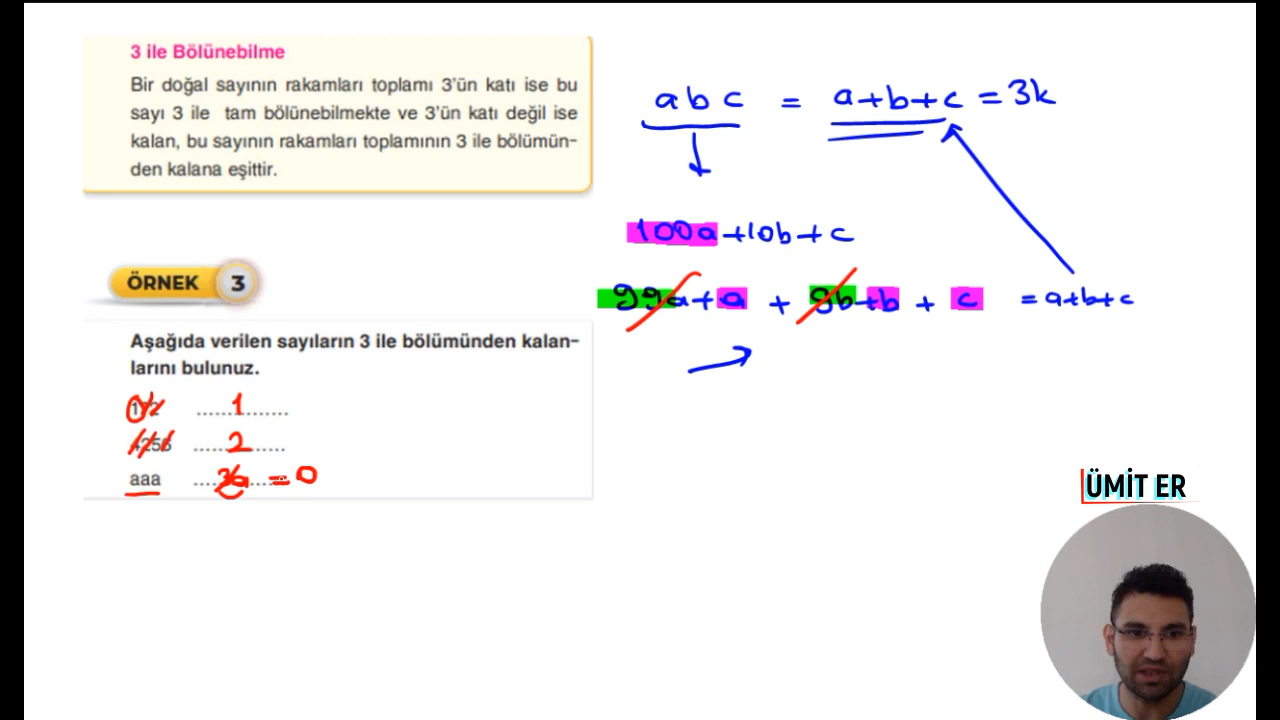 3 ile Bölünebilme
Bir doğal sayının rakamları toplamı 3'ün katı ise bu
sayı 3 ile tam bölünebilmekte ve 3'ün katı değil ise
kalan, bu sayının rakamları toplamının 3 ile bölümün-
den kalana eşittir.
abc = a+b+c = 3k
100a+10b+c
99a+a + 9b+b + c = a+b+c
ÖRNEK 3
Aşağıda verilen sayıların 3 ile bölümünden kalan-
larını bulunuz.
............... 1
............... 2
aaa ............... = 0
ÜMİT ER